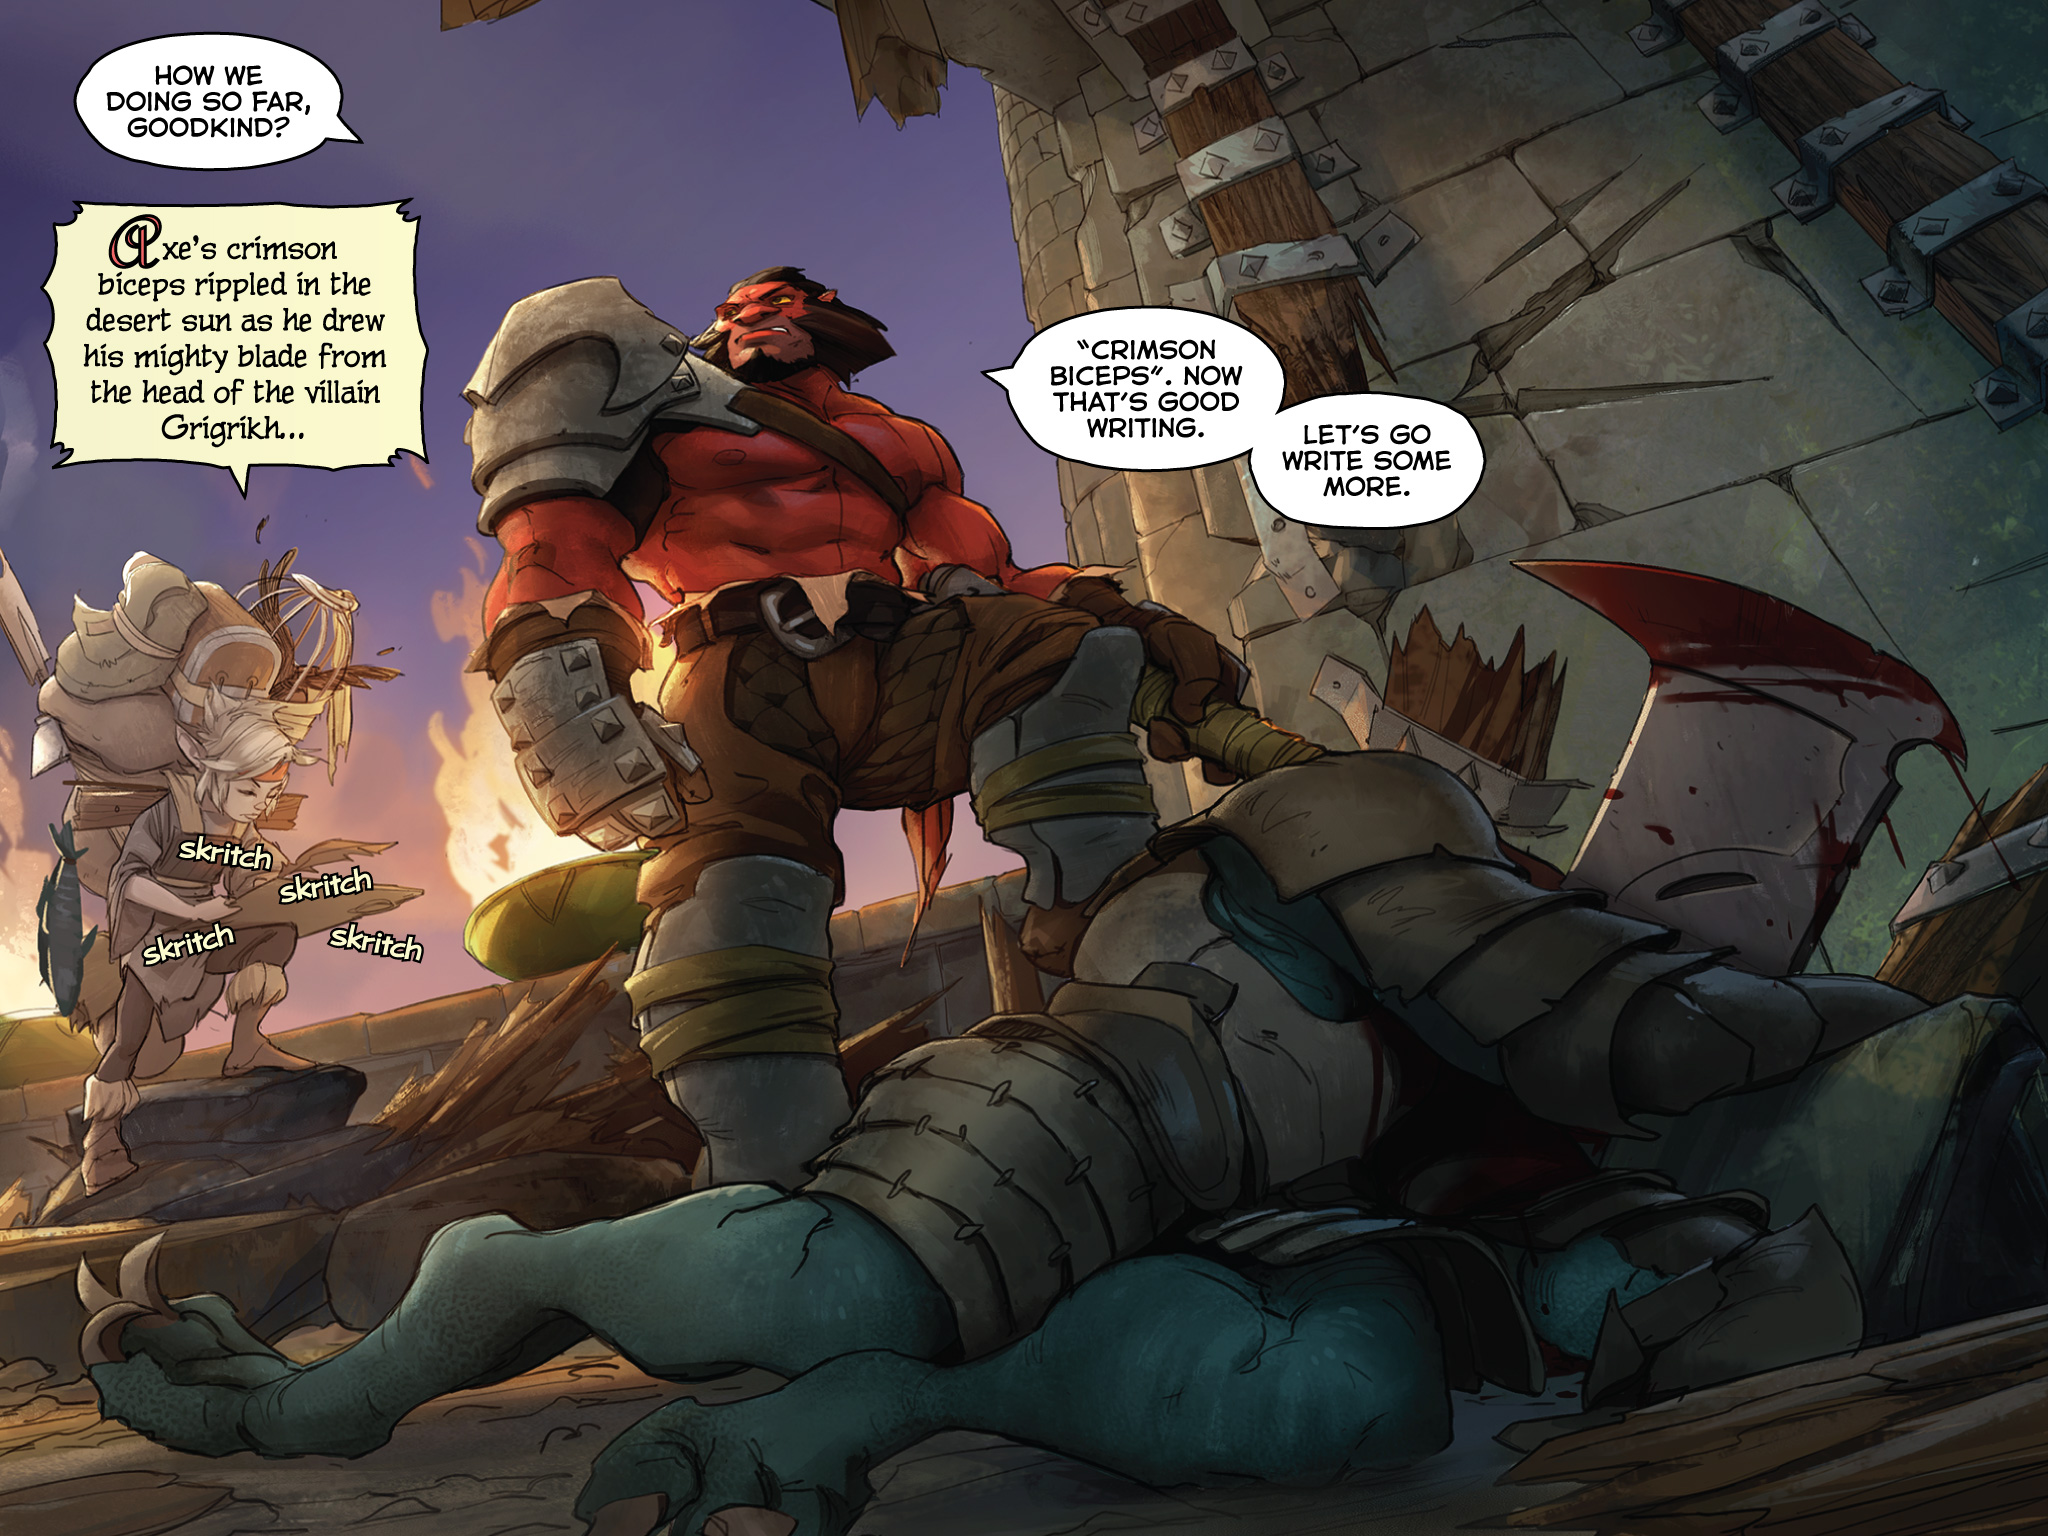 HOW WE
DOING SO FAR,
GOODKIND?
Axe's crimson
biceps rippled in the
desert sun as he drew
his mighty blade from
the head of the villain
Grigrikh...
"CRIMSON
BICEPS". NOW
THAT'S GOOD
WRITING.
LET'S GO
WRITE SOME
MORE.
skritch
skritch
skritch
skritch